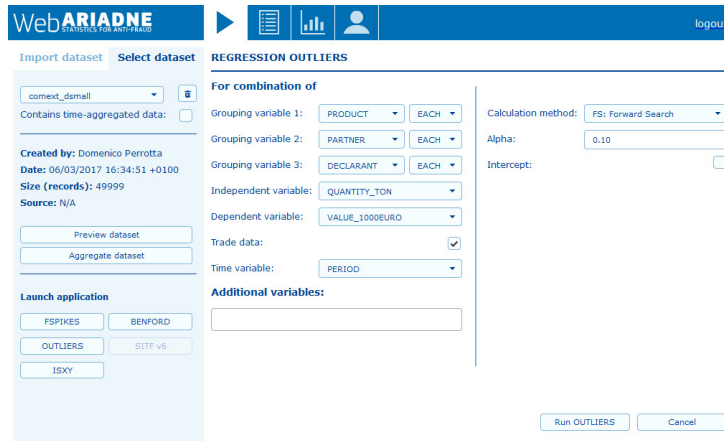 WebARIADNE
STATISTICS FOR ANTI-FRAUD
logout
Import dataset Select dataset
comext_dsmall
Contains time-aggregated data:
Created by: Domenico Perrotta
Date: 06/03/2017 16:34:51 +0100
Size (records): 49999
Source: N/A
Preview dataset
Aggregate dataset
Launch application
FSPIKES BENFORD
OUTLIERS SITF v6
ISXY
REGRESSION OUTLIERS
For combination of
Grouping variable 1: PRODUCT EACH
Grouping variable 2: PARTNER EACH
Grouping variable 3: DECLARANT EACH
Independent variable: QUANTITY_TON
Dependent variable: VALUE_1000EURO
Trade data:
Time variable: PERIOD
Additional variables:
Calculation method: FS: Forward Search
Alpha: 0.10
Intercept:
Run OUTLIERS Cancel